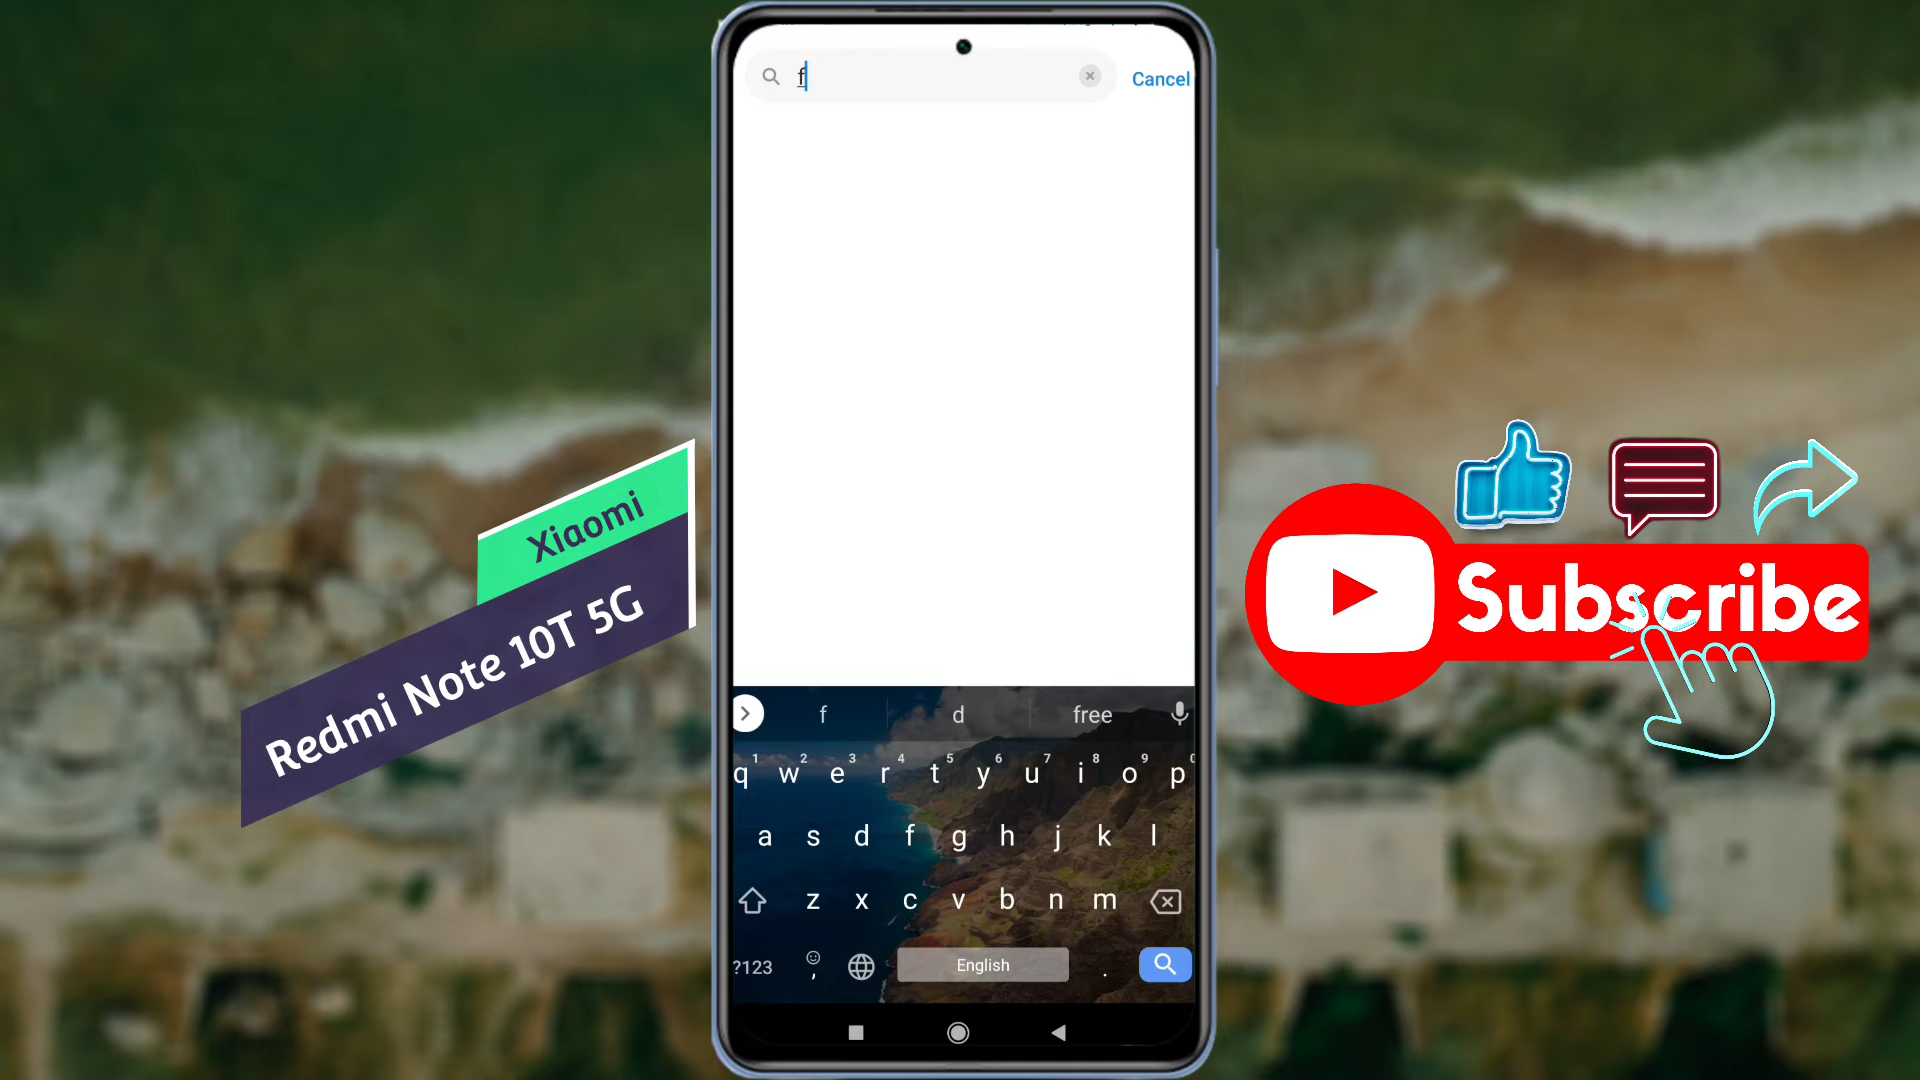 f
Cancel
Xiaomi
Redmi Note 10T 5G
Subscribe
f d free
1 2 3 4 5 6 7 8 9 0
q w e r t y u i o p
a s d f g h j k l
z x c v b n m
?123 , English .